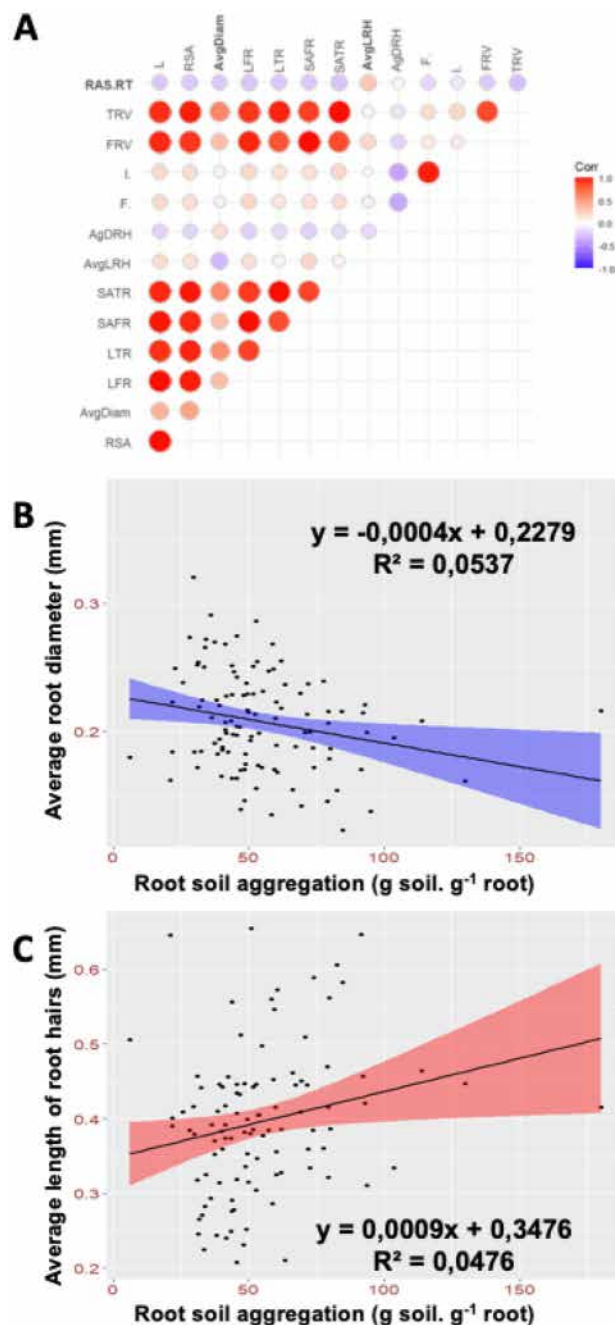 A
L RSA AvgDiam LFR LTR SAFR SATR AvgLRH AgDRH F. I. FRV TRV
RAS.RT
TRV
FRV
I.
F.
AgDRH
AvgLRH
SATR
SAFR
LTR
LFR
AvgDiam
RSA
Corr
1.0
0.5
0.0
-0.5
-1.0
B
y = -0,0004x + 0,2279
R² = 0,0537
Average root diameter (mm)
0.3
0.2
0 50 100 150
Root soil aggregation (g soil. g⁻¹ root)
C
Average length of root hairs (mm)
0.6
0.5
0.4
0.3
0.2
y = 0,0009x + 0,3476
R² = 0,0476
0 50 100 150
Root soil aggregation (g soil. g⁻¹ root)